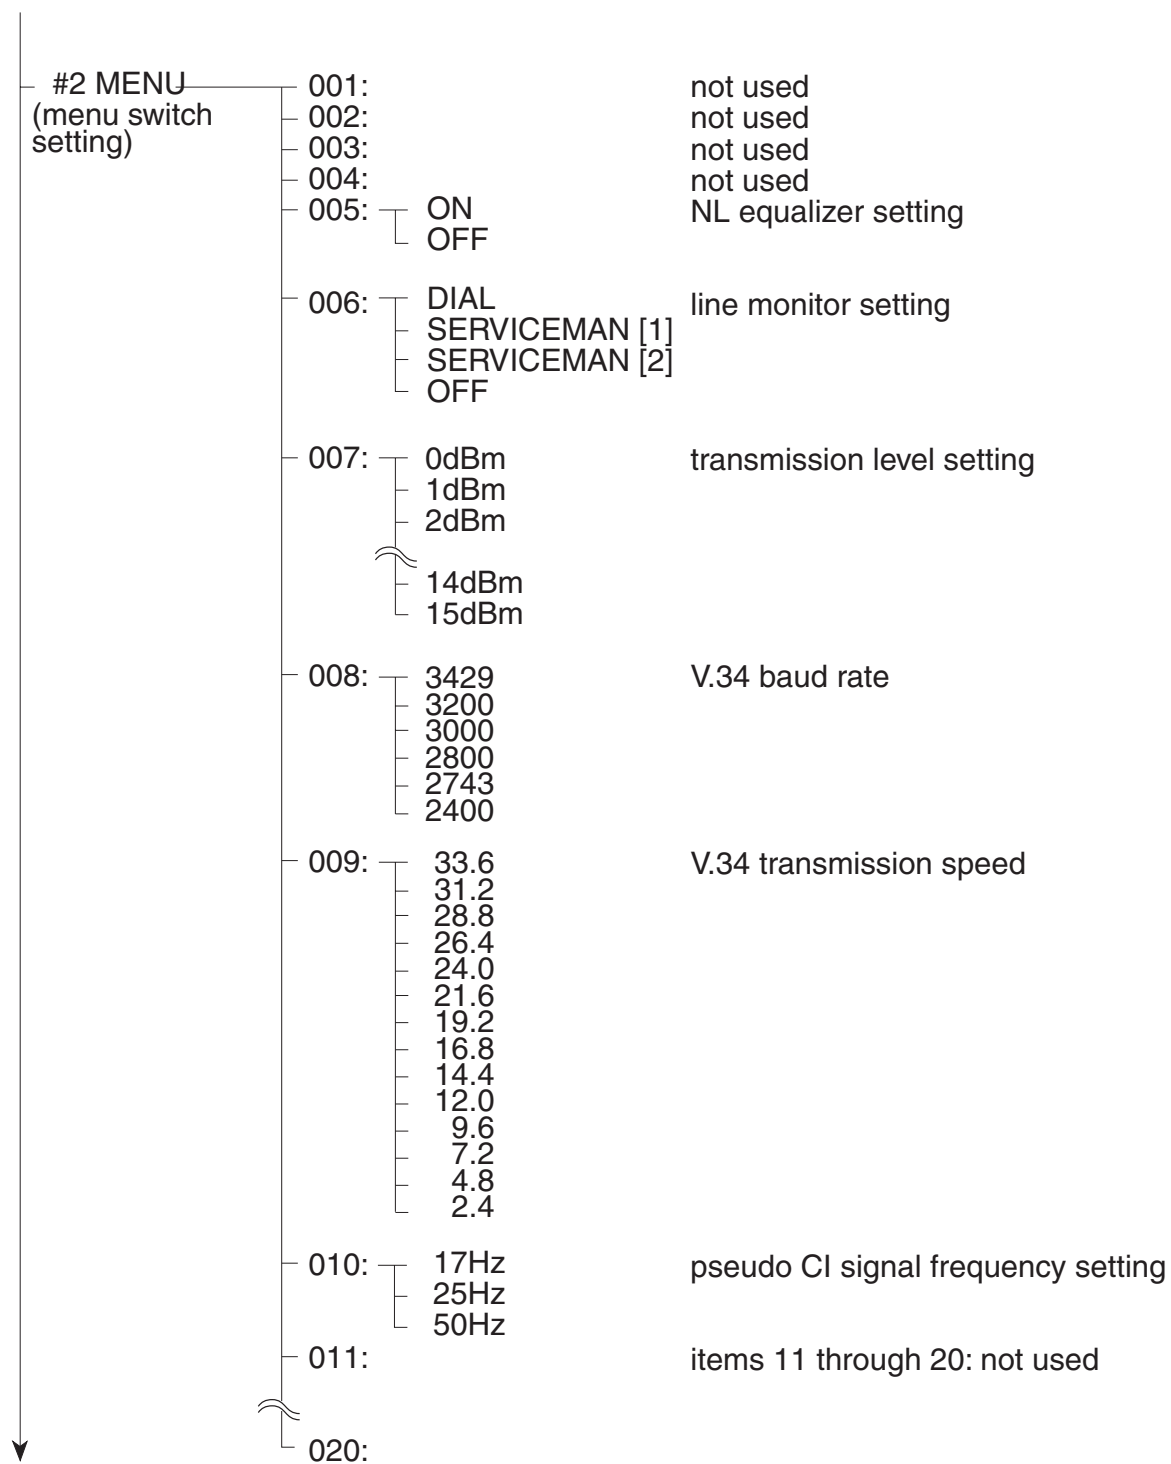 #2 MENU 001: not used
(menu switch 002: not used
setting) 003: not used
004: not used
005: ON NL equalizer setting
OFF
006: DIAL line monitor setting
SERVICEMAN [1]
SERVICEMAN [2]
OFF
007: 0dBm transmission level setting
1dBm
2dBm
14dBm
15dBm
008: 3429 V.34 baud rate
3200
3000
2800
2743
2400
009: 33.6 V.34 transmission speed
31.2
28.8
26.4
24.0
21.6
19.2
16.8
14.4
12.0
9.6
7.2
4.8
2.4
010: 17Hz pseudo CI signal frequency setting
25Hz
50Hz
011: items 11 through 20: not used
020: